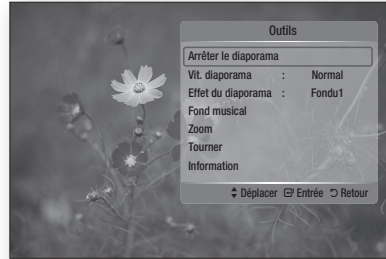 Outils
Arrêter le diaporama
Vit. diaporama : Normal
Effet du diaporama : Fondu1
Fond musical
Zoom
Tourner
Information
Déplacer Entrée Retour